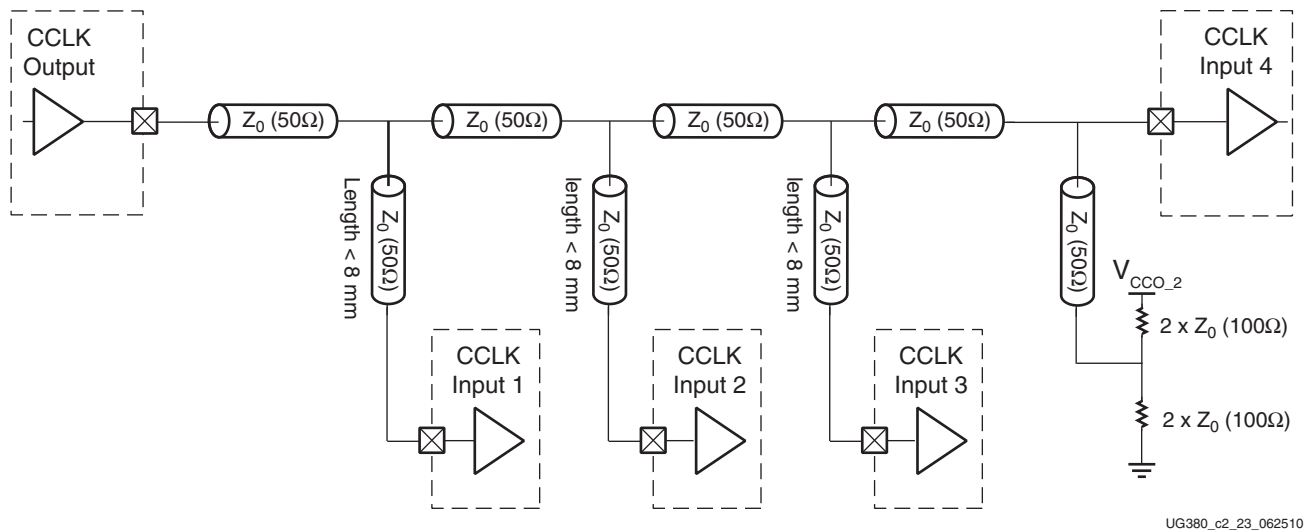 CCLK
Output
CCLK
Input 4
Z0 (50Ω)
Z0 (50Ω)
Z0 (50Ω)
Z0 (50Ω)
Length < 8 mm
Z0 (50Ω)
length < 8 mm
Z0 (50Ω)
length < 8 mm
Z0 (50Ω)
Z0 (50Ω)
VCCO_2
2 x Z0 (100Ω)
2 x Z0 (100Ω)
CCLK
Input 1
CCLK
Input 2
CCLK
Input 3
UG380_c2_23_062510